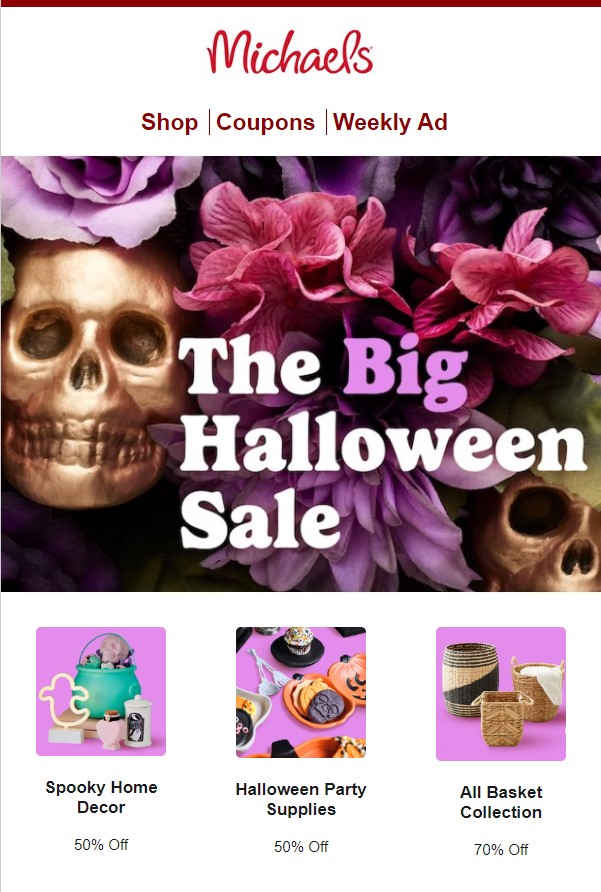 Michaels
Shop | Coupons | Weekly Ad
The Big
Halloween
Sale
Spooky Home
Decor
50% Off
Halloween Party
Supplies
50% Off
All Basket
Collection
70% Off